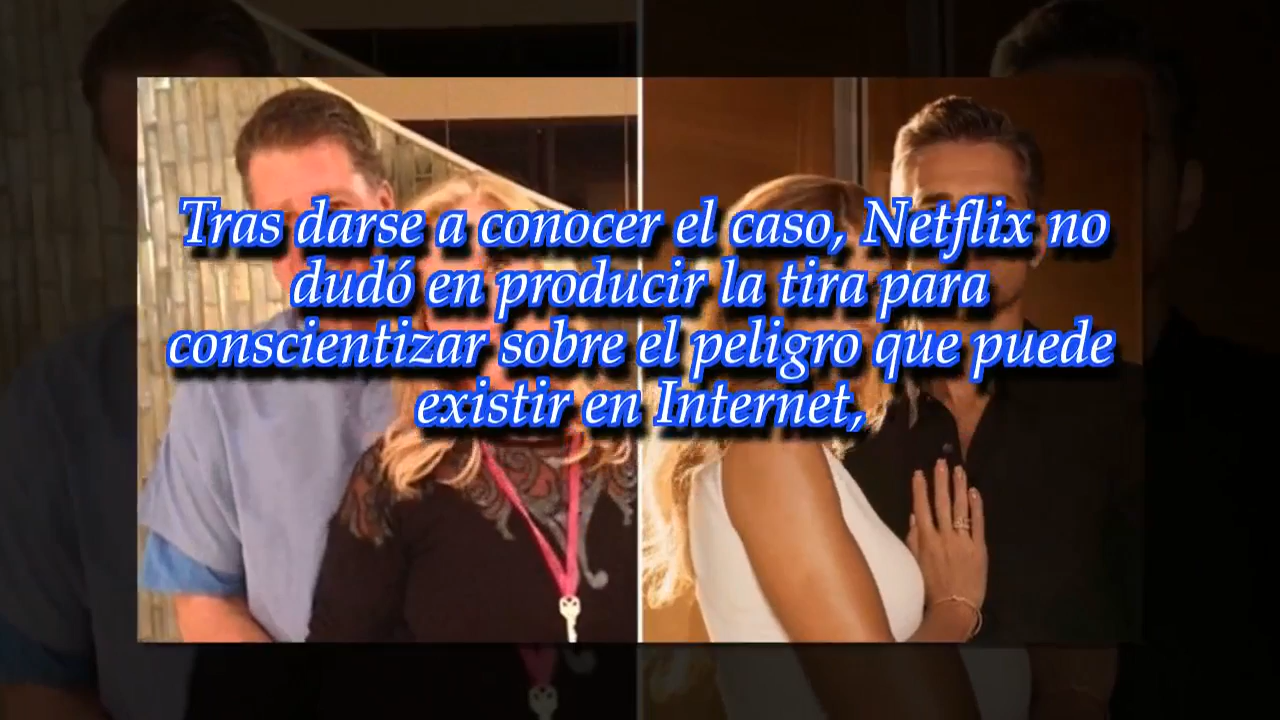 Tras darse a conocer el caso, Netflix no
dudó en producir la tira para
conscientizar sobre el peligro que puede
existir en Internet,